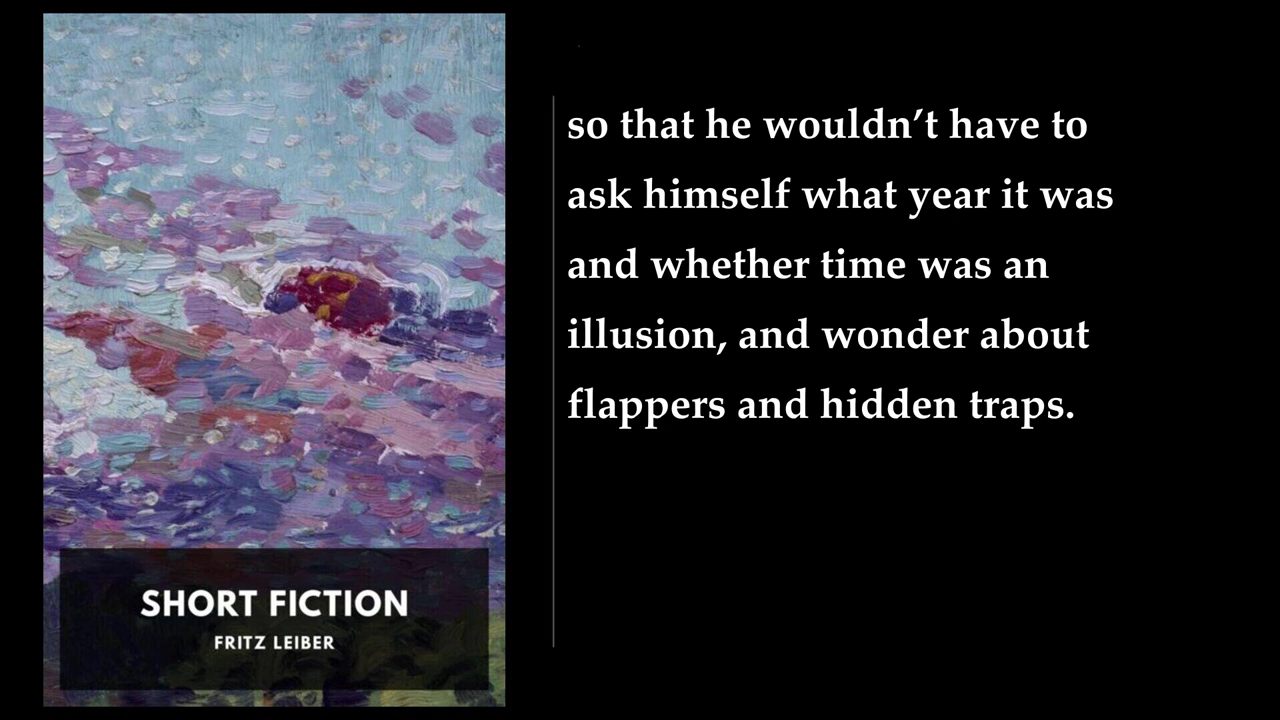 so that he wouldn’t have to
ask himself what year it was
and whether time was an
illusion, and wonder about
flappers and hidden traps.
SHORT FICTION
FRITZ LEIBER